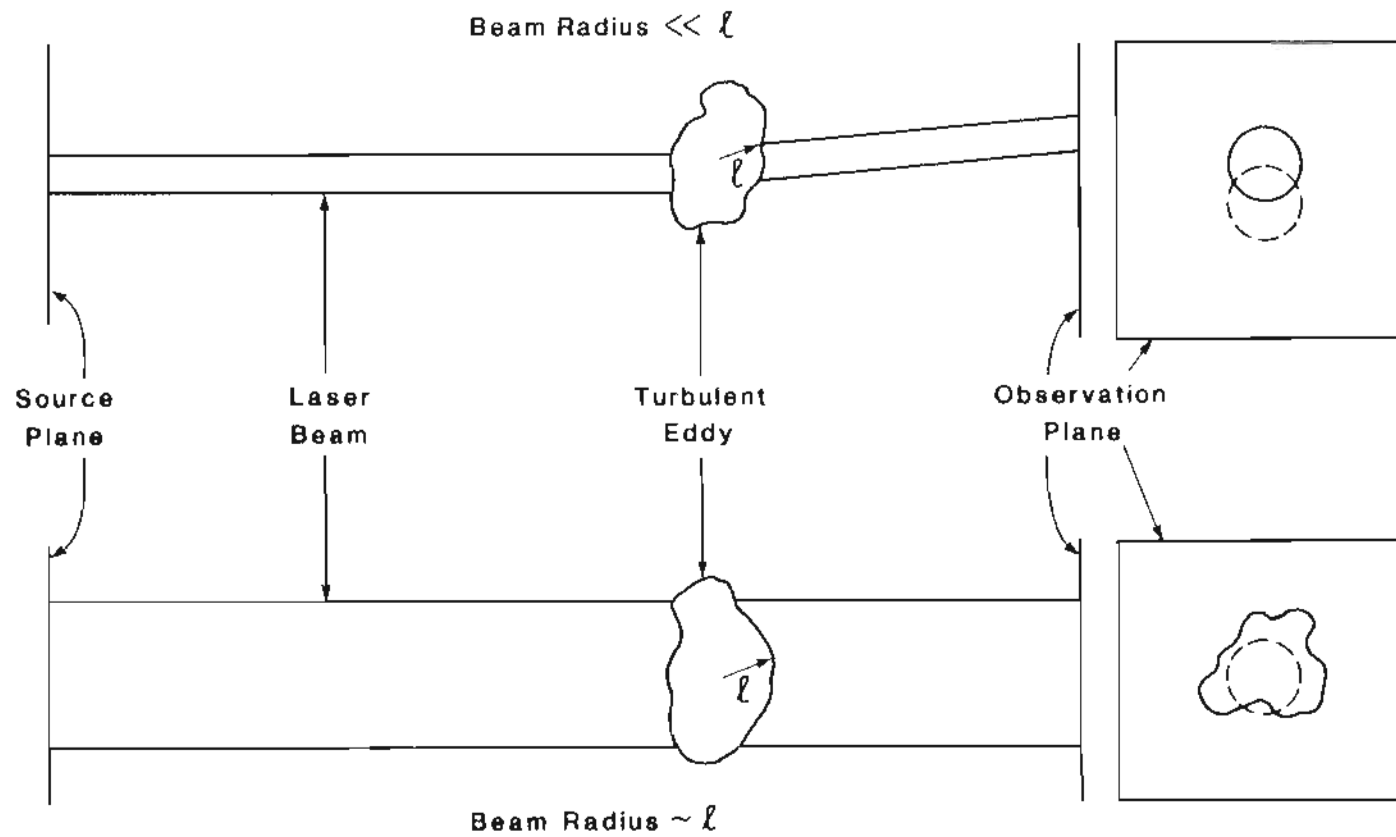 Beam Radius << ℓ
ℓ
Source
Plane
Laser
Beam
Turbulent
Eddy
Observation
Plane
ℓ
Beam Radius ~ ℓ